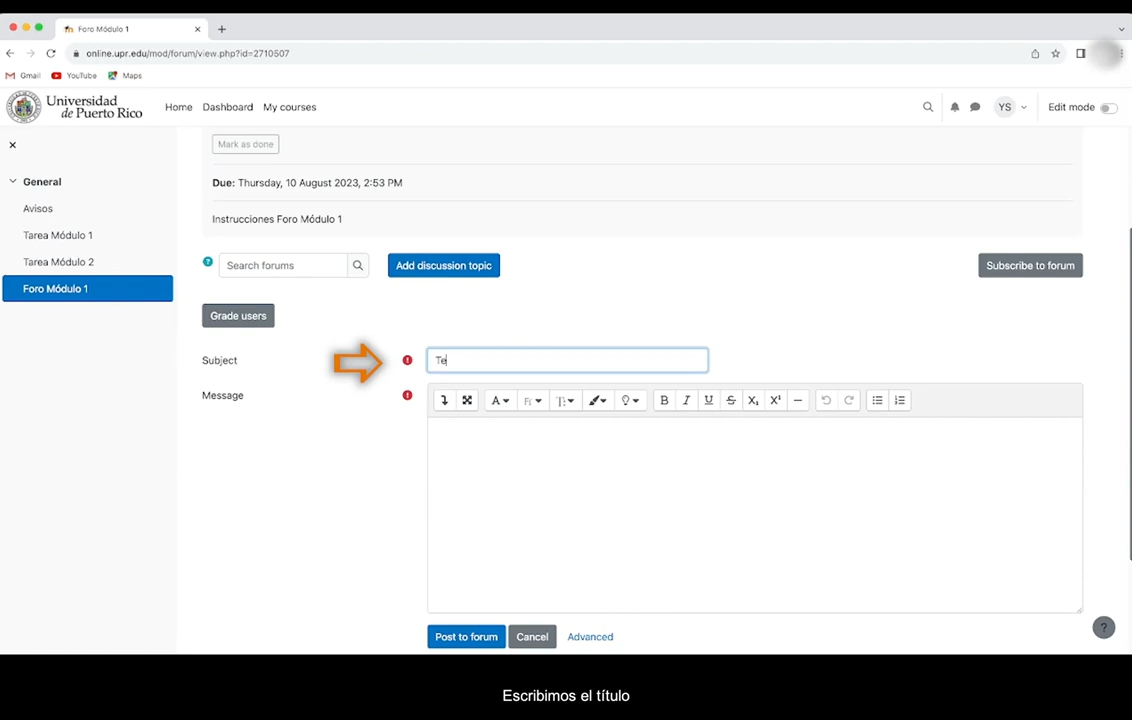 Foro Módulo 1
online.upr.edu/mod/forum/view.php?id=2710507
Gmail YouTube Maps
Universidad de Puerto Rico
Home Dashboard My courses
YS
Edit mode
General
Avisos
Tarea Módulo 1
Tarea Módulo 2
Foro Módulo 1
Mark as done
Due: Thursday, 10 August 2023, 2:53 PM
Instrucciones Foro Módulo 1
Search forums
Add discussion topic
Subscribe to forum
Grade users
Subject
Te
Message
Post to forum
Cancel
Advanced
Escribimos el título